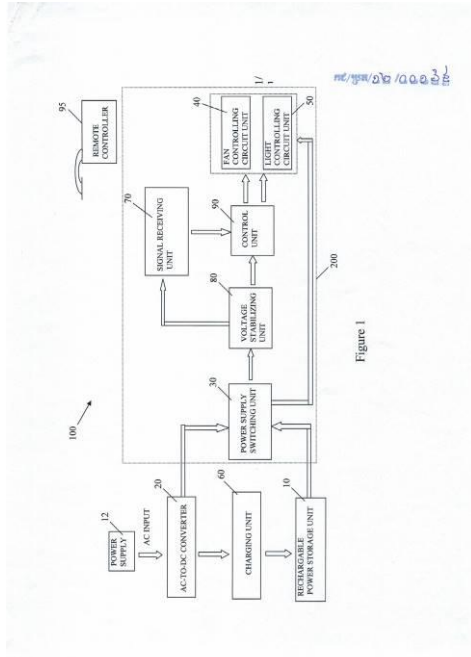 95
REMOTE
CONTROLLER
1/
1
40
FAN
CONTROLLING
CIRCUIT UNIT
50
LIGHT
CONTROLLING
CIRCUIT UNIT
70
SIGNAL RECEIVING
UNIT
90
CONTROL
UNIT
80
VOLTAGE
STABILIZING
UNIT
200
30
POWER SUPPLY
SWITCHING UNIT
100
12
POWER
SUPPLY
AC INPUT
20
AC-TO-DC CONVERTER
60
CHARGING UNIT
10
RECHARGABLE
POWER STORAGE UNIT
Figure 1